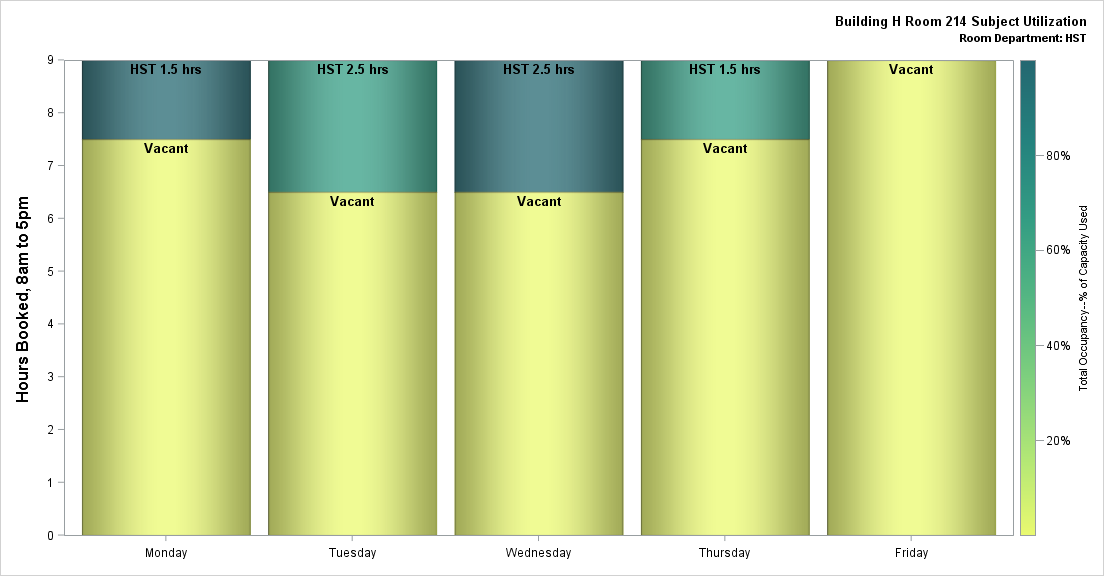 Building H Room 214 Subject Utilization
Room Department: HST
Hours Booked, 8am to 5pm
9
8
7
6
5
4
3
2
1
0
HST 1.5 hrs
Vacant
HST 2.5 hrs
Vacant
HST 2.5 hrs
Vacant
HST 1.5 hrs
Vacant
Vacant
Monday
Tuesday
Wednesday
Thursday
Friday
80%
60%
40%
20%
Total Occupancy--% of Capacity Used